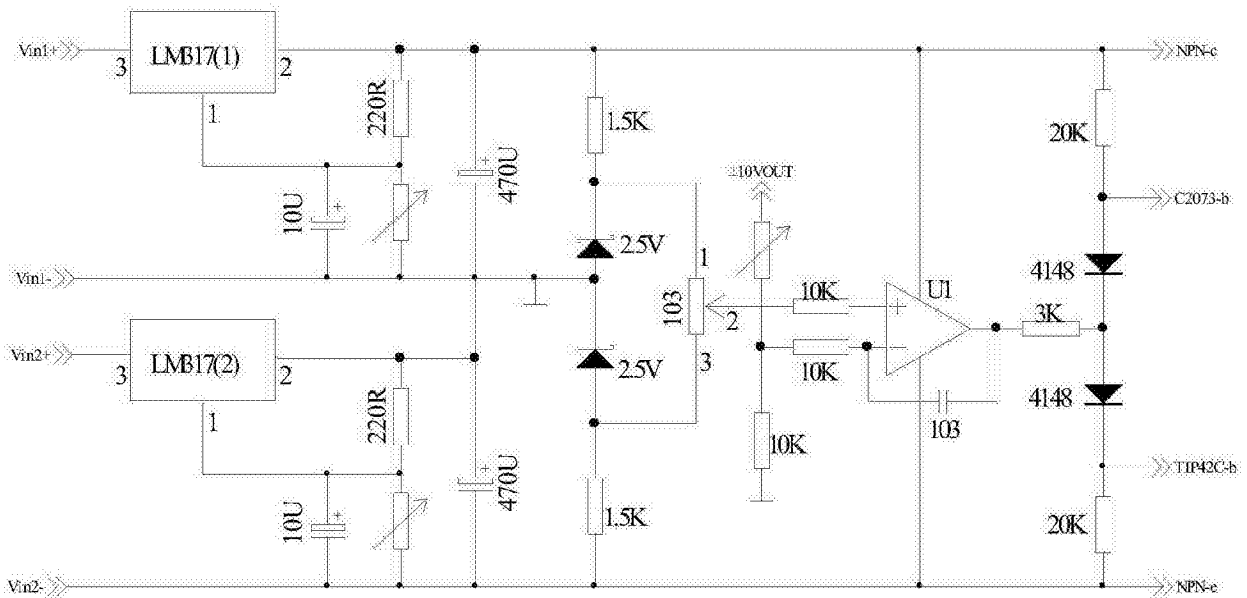 Vin1+
LM317(1)
3
2
1
NPN-c
220R
10U
+
470U
+
1.5K
±10VOUT
20K
C2073-b
Vin1-
2.5V
1
103
2
3
10K
+
U1
−
10K
3K
4148
Vin2+
LM317(2)
3
2
1
2.5V
103
4148
220R
10K
10U
+
470U
+
1.5K
TIP42C-b
20K
Vin2-
NPN-e